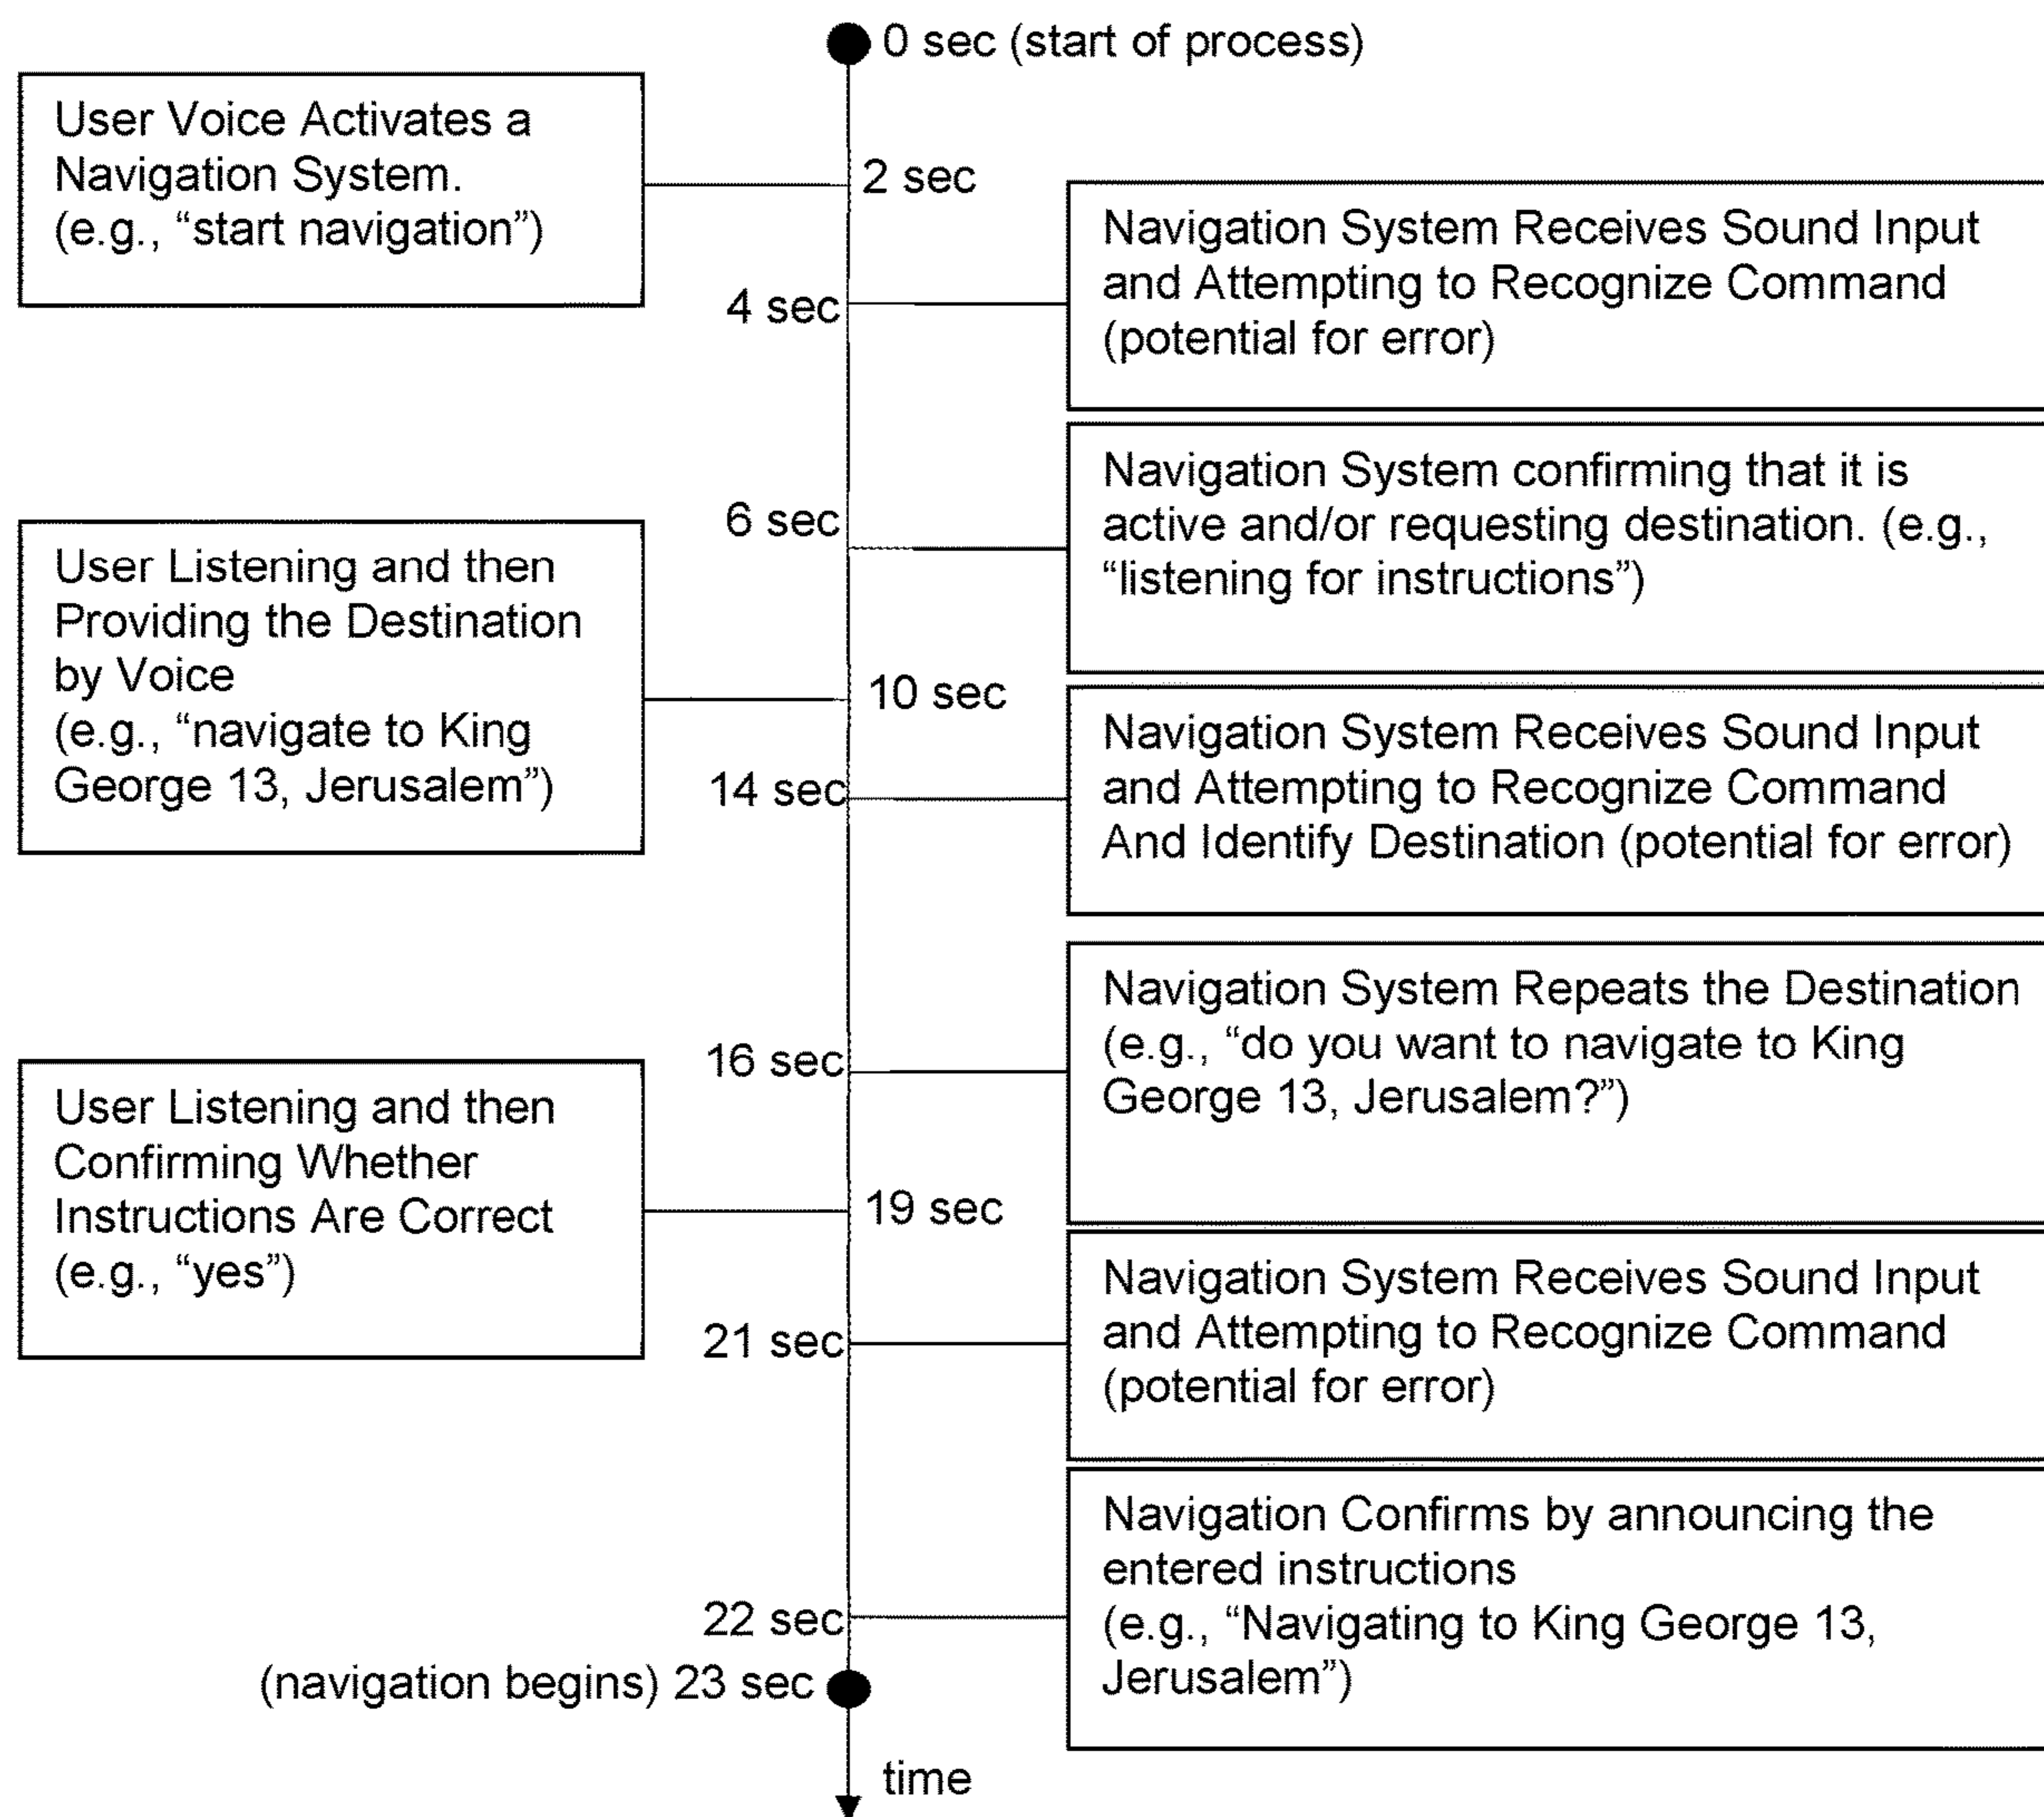 0 sec (start of process)
User Voice Activates a
Navigation System.
(e.g., “start navigation”)
2 sec
Navigation System Receives Sound Input
and Attempting to Recognize Command
(potential for error)
4 sec
Navigation System confirming that it is
active and/or requesting destination. (e.g.,
“listening for instructions”)
6 sec
User Listening and then
Providing the Destination
by Voice
(e.g., “navigate to King
George 13, Jerusalem”)
10 sec
Navigation System Receives Sound Input
and Attempting to Recognize Command
And Identify Destination (potential for error)
14 sec
Navigation System Repeats the Destination
(e.g., “do you want to navigate to King
George 13, Jerusalem?”)
16 sec
User Listening and then
Confirming Whether
Instructions Are Correct
(e.g., “yes”)
19 sec
Navigation System Receives Sound Input
and Attempting to Recognize Command
(potential for error)
21 sec
Navigation Confirms by announcing the
entered instructions
(e.g., “Navigating to King George 13,
Jerusalem”)
22 sec
(navigation begins) 23 sec
time